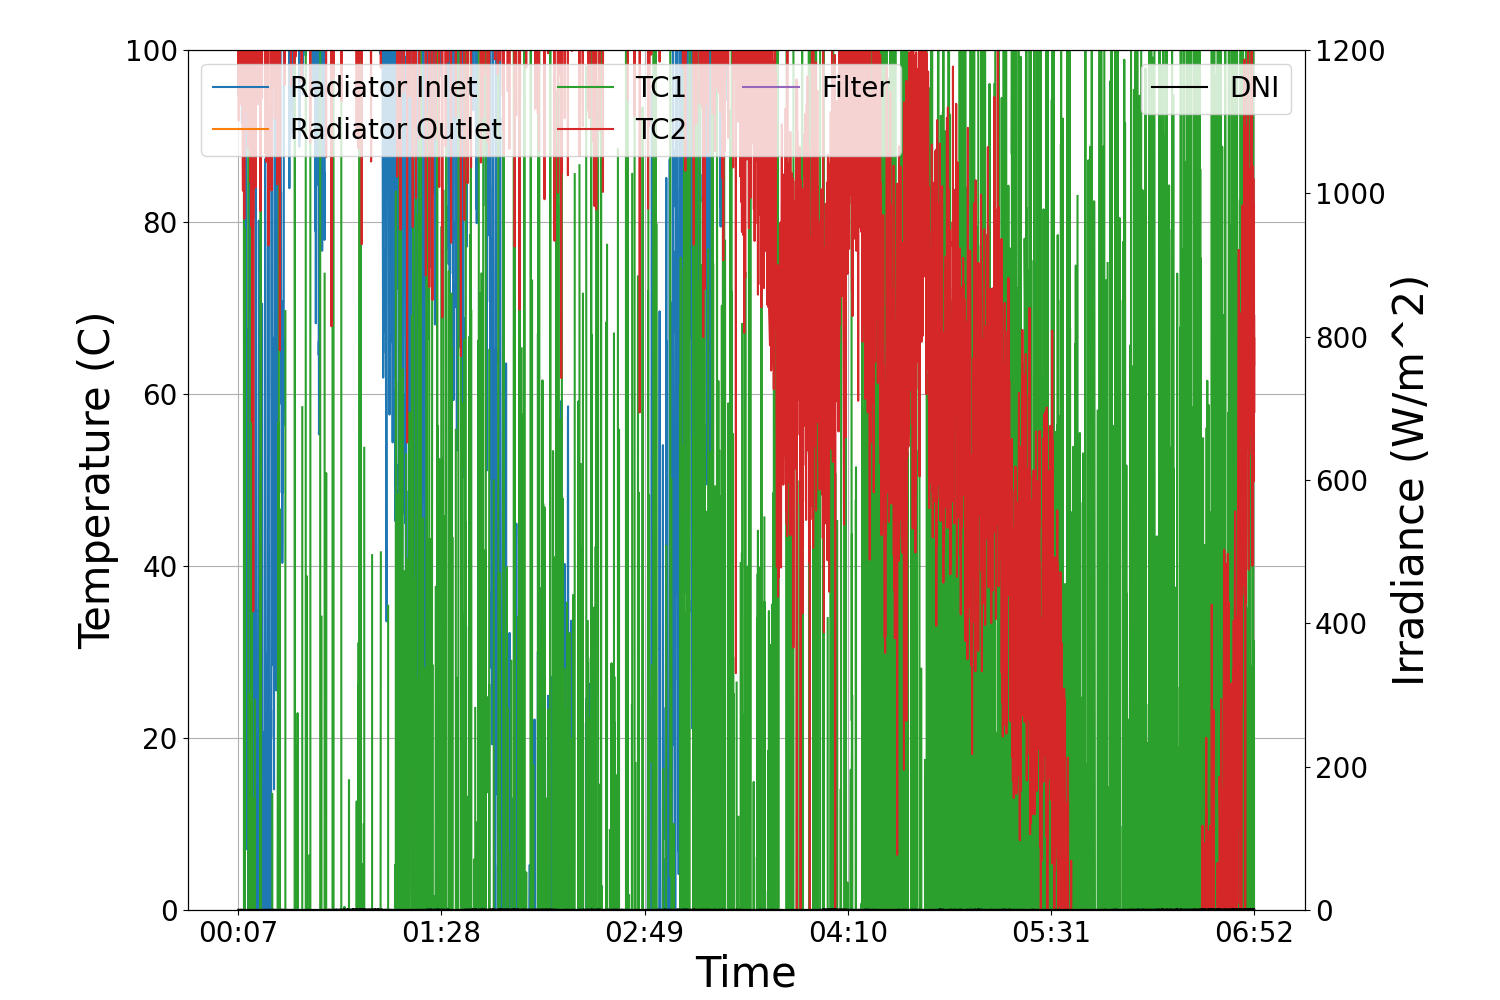 100
80
60
40
20
0
Temperature (C)
Radiator Inlet
Radiator Outlet
TC1
TC2
Filter
DNI
1200
1000
800
600
400
200
0
Irradiance (W/m^2)
00:07
01:28
02:49
04:10
05:31
06:52
Time